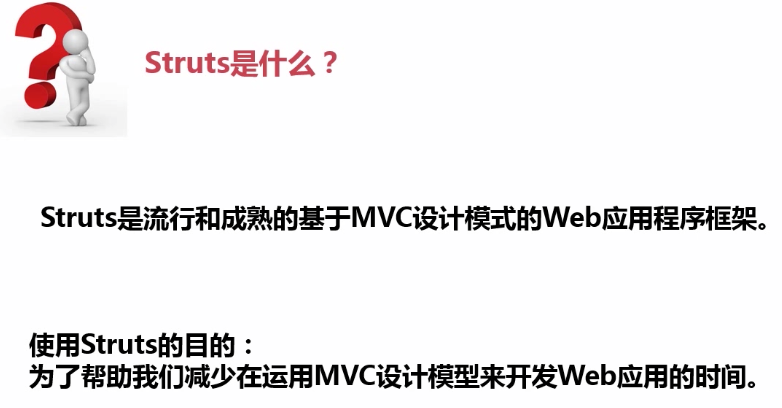 Struts是什么？
Struts是流行和成熟的基于MVC设计模式的Web应用程序框架。
使用Struts的目的：
为了帮助我们减少在运用MVC设计模型来开发Web应用的时间。